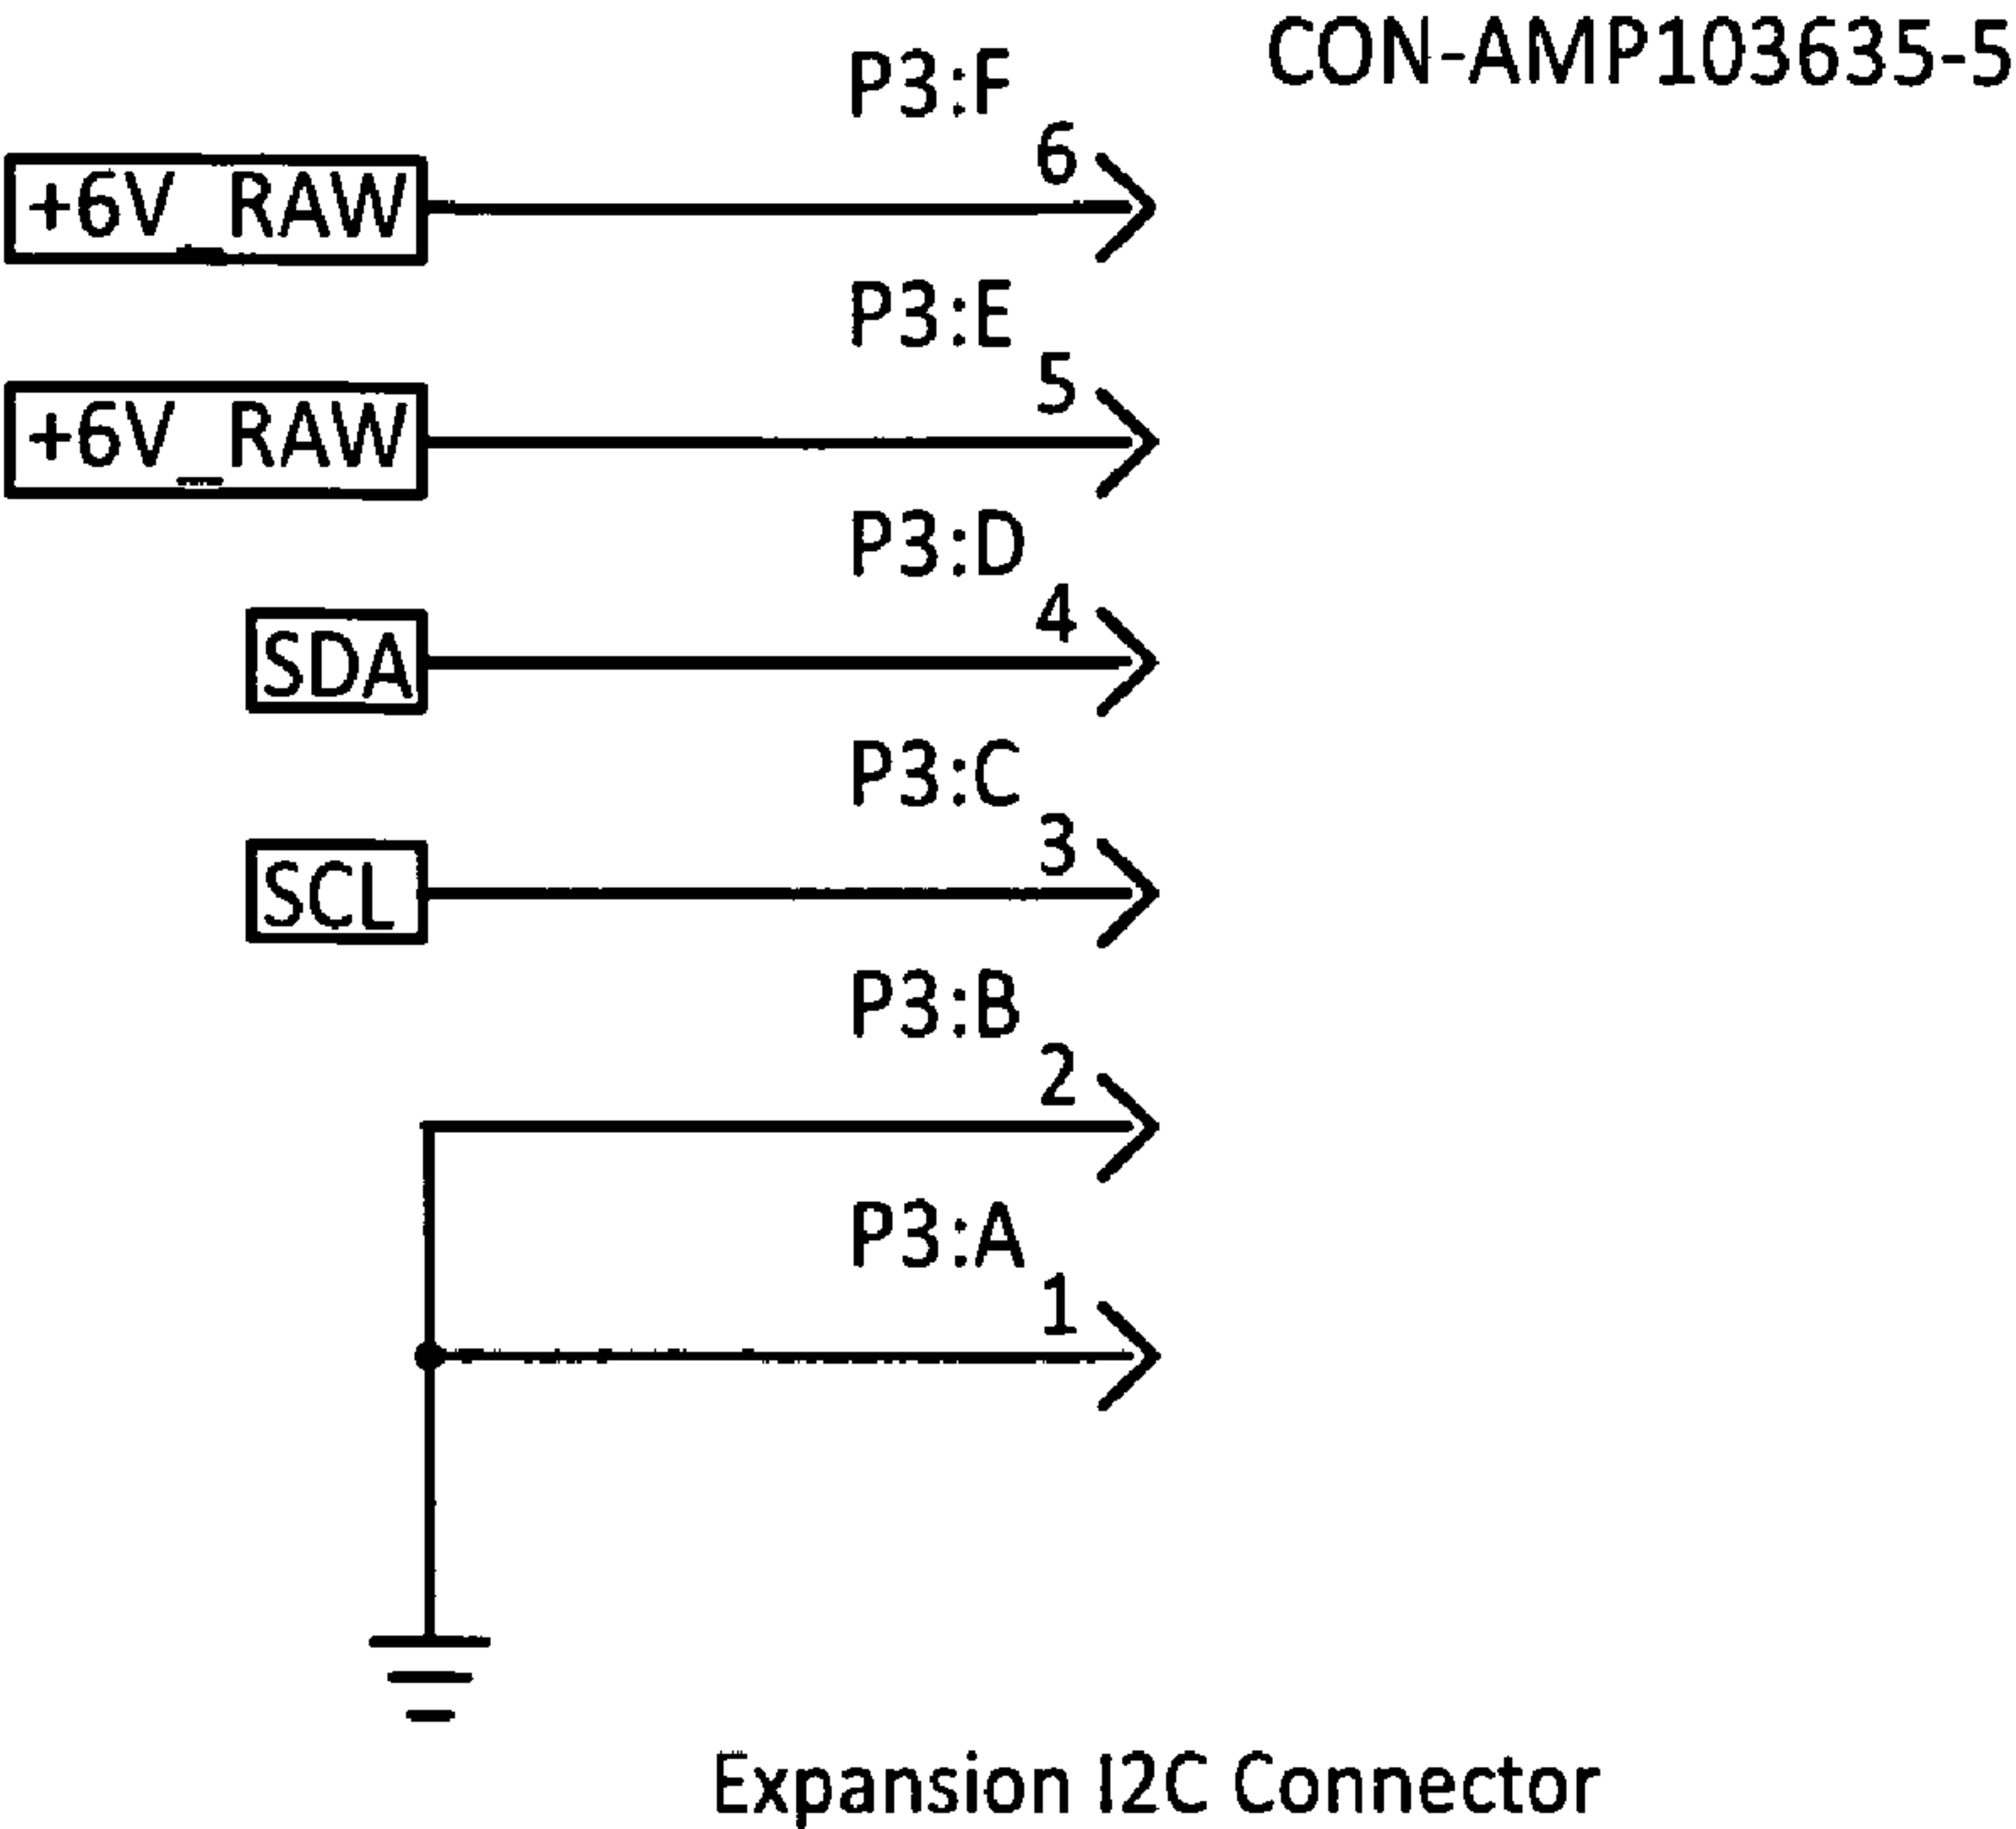 CON-AMP103635-5
P3:F
6
+6V_RAW
P3:E
5
+6V_RAW
P3:D
4
SDA
P3:C
3
SCL
P3:B
2
P3:A
1
Expansion I2C Connector